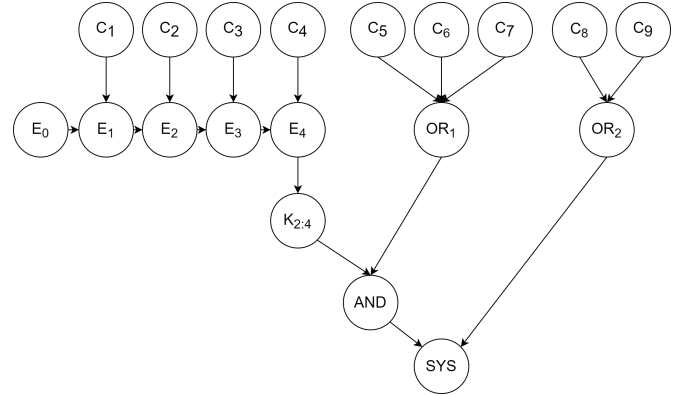 C₁ C₂ C₃ C₄ C₅ C₆ C₇ C₈ C₉
E₀ E₁ E₂ E₃ E₄ OR₁ OR₂
K₂:₄
AND
SYS